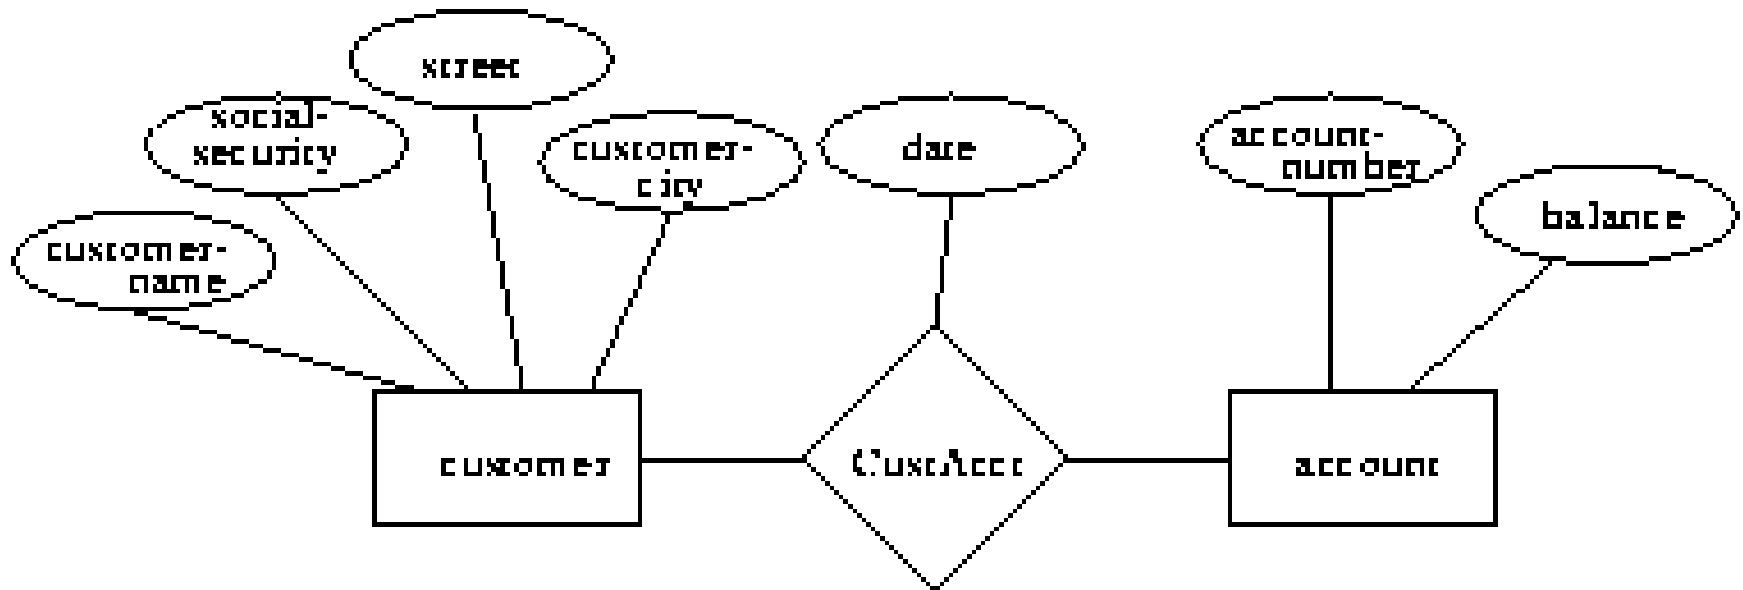 street
social-
security
customer-
city
date
account-
number
balance
customer-
name
customer
CustAcct
account